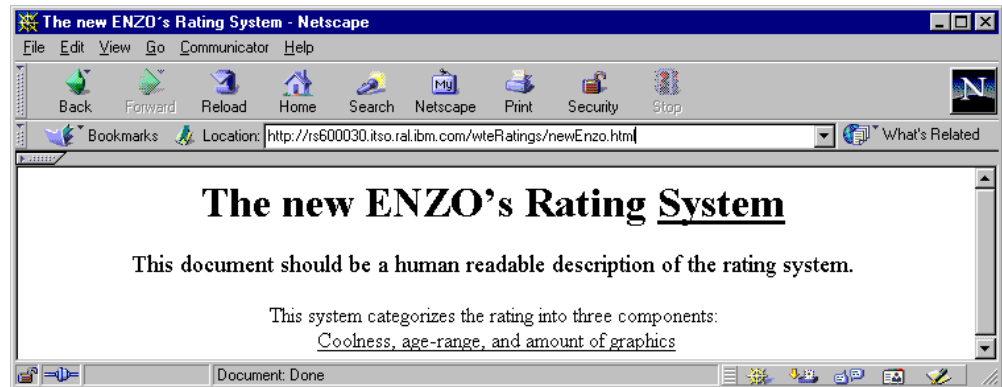 The new ENZO's Rating System - Netscape
File Edit View Go Communicator Help
Back Forward Reload Home Search Netscape Print Security Stop
My
N
Bookmarks Location: http://rs600030.itso.ral.ibm.com/wteRatings/newEnzo.html What's Related
The new ENZO's Rating System
This document should be a human readable description of the rating system.
This system categorizes the rating into three components:
Coolness, age-range, and amount of graphics
Document: Done